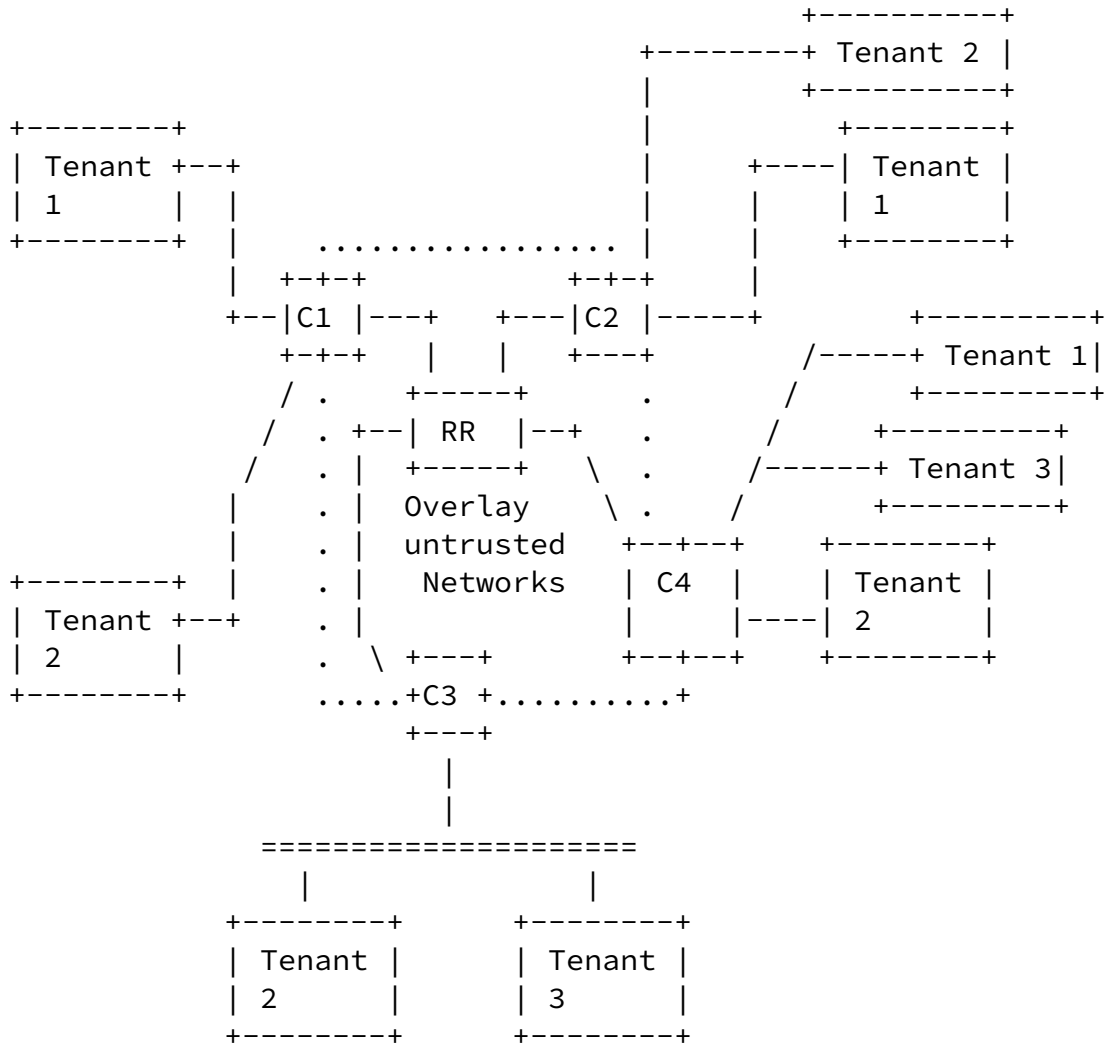 Tenant 2
Tenant
1
Tenant
1
C1
C2
Tenant 1
RR
Tenant 3
Overlay
untrusted
Networks
C4
Tenant
2
Tenant
2
C3
Tenant
2
Tenant
3